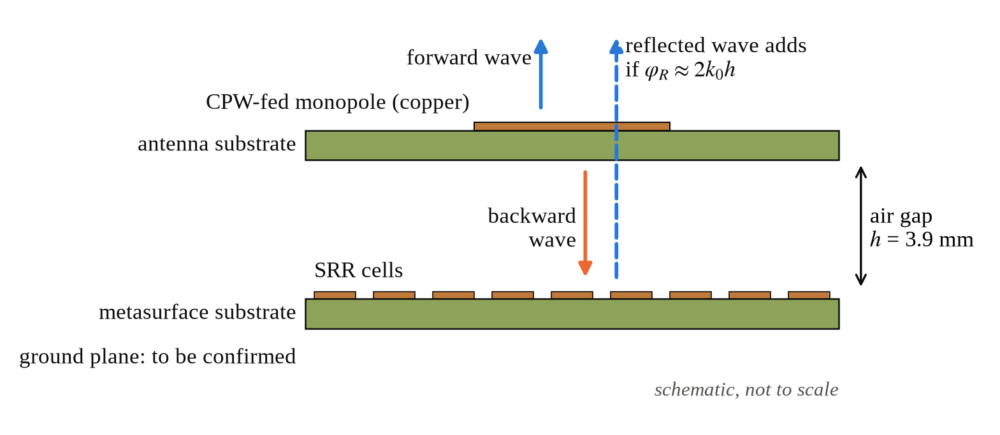 reflected wave adds
forward wave
if φ_R ≈ 2k₀h
CPW-fed monopole (copper)
antenna substrate
backward
wave
air gap
h = 3.9 mm
SRR cells
metasurface substrate
ground plane: to be confirmed
schematic, not to scale